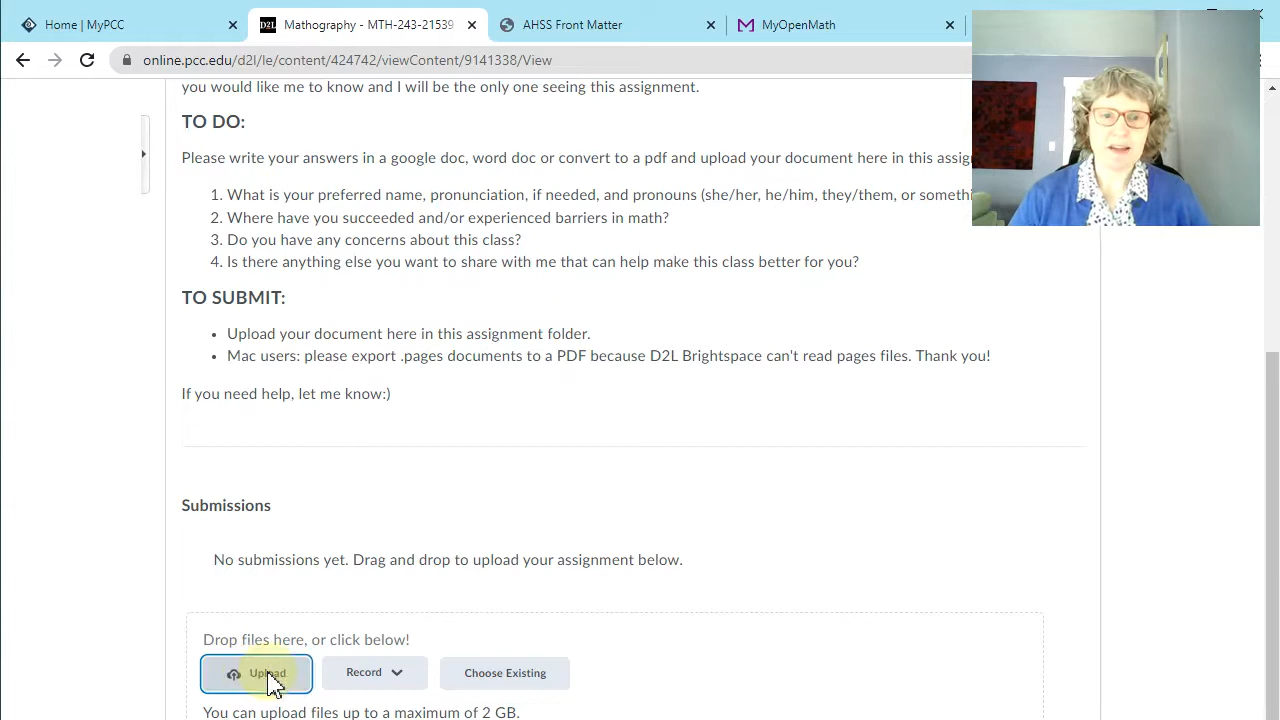 Home | MyPCC
D2L
Mathography - MTH-243-21539
AHSS Front Matter
MyOpenMath
online.pcc.edu/d2l/le/content/424742/viewContent/9141338/View
you would like me to know and I will be the only one seeing this assignment.
TO DO:
Please write your answers in a google doc, word doc or convert to a pdf and upload your document here in this assig
1. What is your preferred name, pronunciation, if needed, and pronouns (she/her, he/him, they/them, or somethi
2. Where have you succeeded and/or experienced barriers in math?
3. Do you have any concerns about this class?
4. Is there anything else you want to share with me that can help make this class better for you?
TO SUBMIT:
• Upload your document here in this assignment folder.
• Mac users: please export .pages documents to a PDF because D2L Brightspace can't read pages files. Thank you!
If you need help, let me know:)
Submissions
No submissions yet. Drag and drop to upload your assignment below.
Drop files here, or click below!
Upload
Record
Choose Existing
You can upload files up to a maximum of 2 GB.